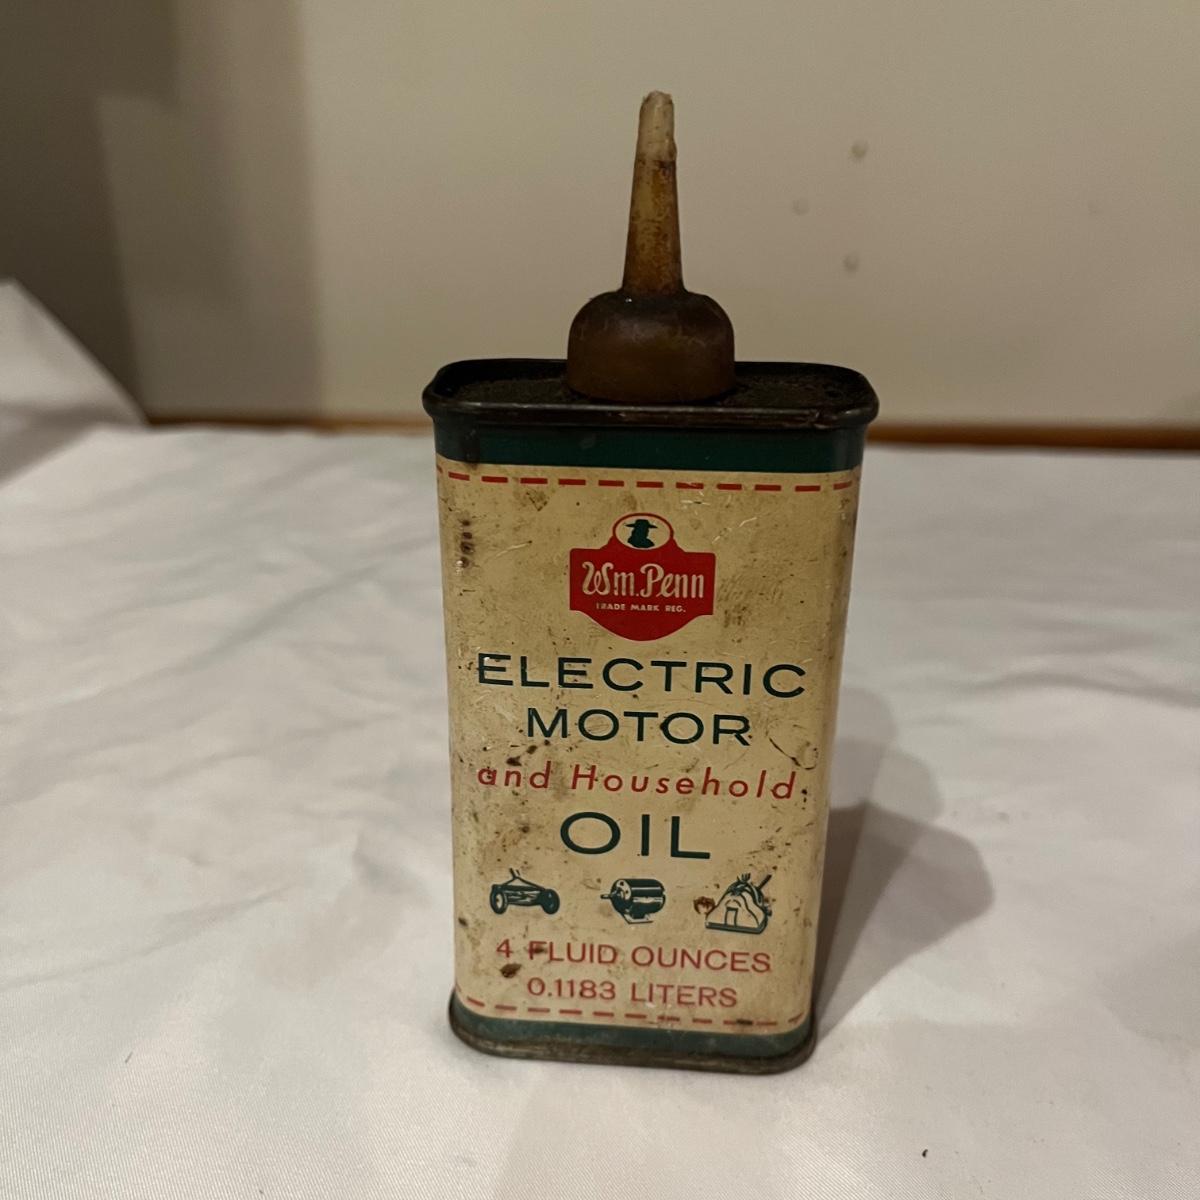 Wm. Penn
TRADE MARK REG.
ELECTRIC
MOTOR
and Household
OIL
4 FLUID OUNCES
0.1183 LITERS